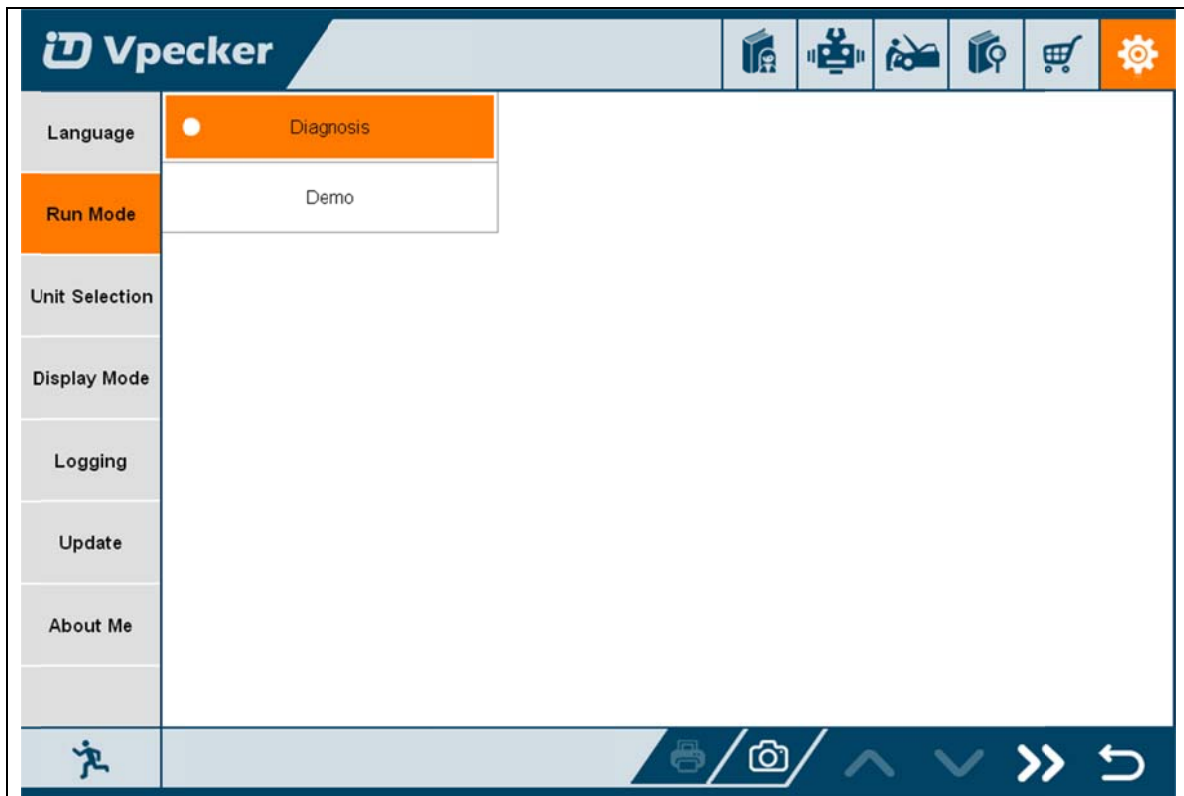 Vpecker
Language
Diagnosis
Run Mode
Demo
Unit Selection
Display Mode
Logging
Update
About Me